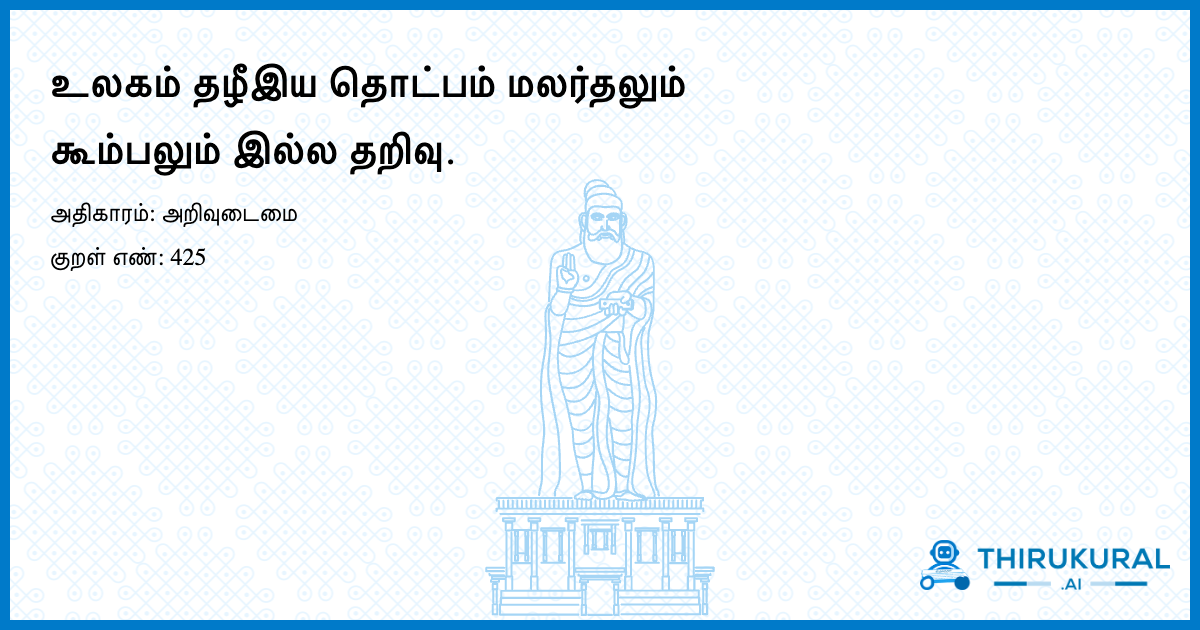 உலகம் தழீஇய தொட்பம் மலர்தலும்
கூம்பலும் இல்ல தறிவு.
அதிகாரம்: அறிவுடைமை
குறள் எண்: 425
THIRUKURAL
.AI